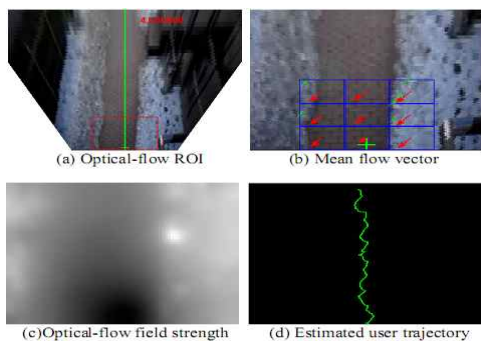 (a) Optical-flow ROI
(b) Mean flow vector
(c)Optical-flow field strength
(d) Estimated user trajectory